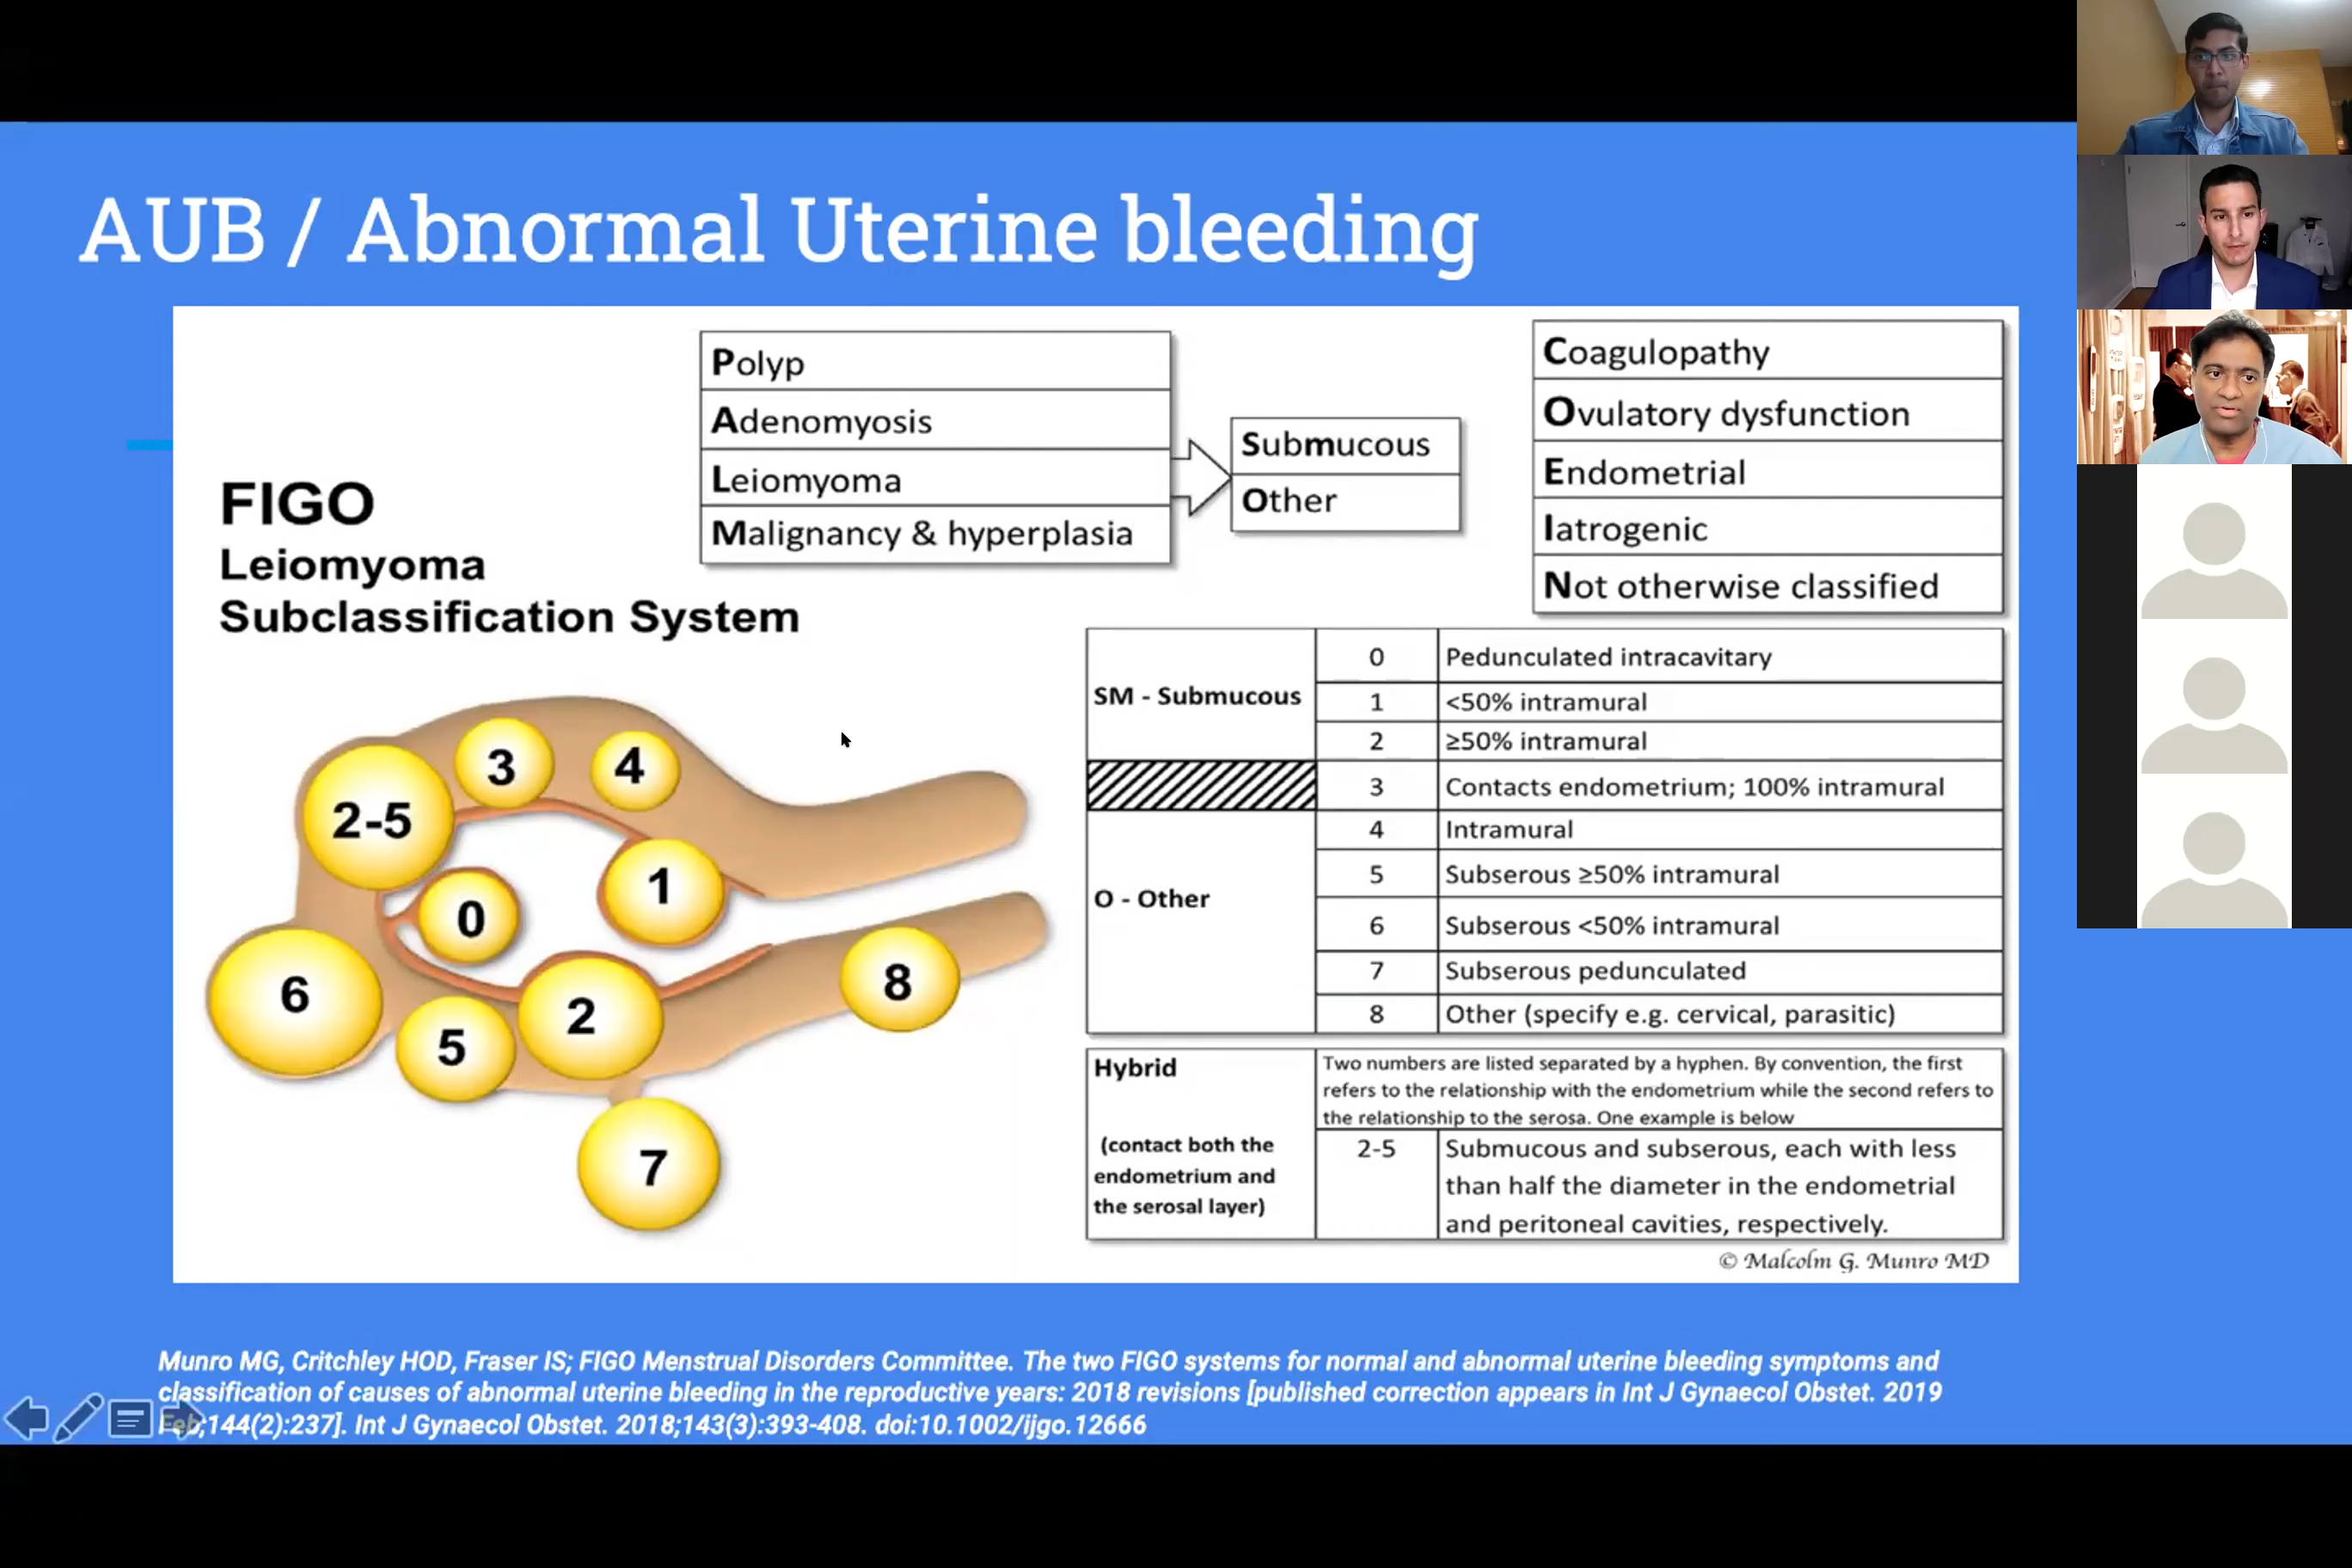 AUB / Abnormal Uterine bleeding
Polyp
Adenomyosis
Leiomyoma
Malignancy & hyperplasia
Submucous
Other
Coagulopathy
Ovulatory dysfunction
Endometrial
Iatrogenic
Not otherwise classified
FIGO
Leiomyoma
Subclassification System
3
4
2-5
0
1
6
5
2
8
7
SM - Submucous
0 Pedunculated intracavitary
1 <50% intramural
2 ≥50% intramural
3 Contacts endometrium; 100% intramural
O - Other
4 Intramural
5 Subserous ≥50% intramural
6 Subserous <50% intramural
7 Subserous pedunculated
8 Other (specify e.g. cervical, parasitic)
Hybrid
(contact both the
endometrium and
the serosal layer)
Two numbers are listed separated by a hyphen. By convention, the first
refers to the relationship with the endometrium while the second refers to
the relationship to the serosa. One example is below
2-5 Submucous and subserous, each with less
than half the diameter in the endometrial
and peritoneal cavities, respectively.
© Malcolm G. Munro MD
Munro MG, Critchley HOD, Fraser IS; FIGO Menstrual Disorders Committee. The two FIGO systems for normal and abnormal uterine bleeding symptoms and
classification of causes of abnormal uterine bleeding in the reproductive years: 2018 revisions [published correction appears in Int J Gynaecol Obstet. 2019
Feb;144(2):237]. Int J Gynaecol Obstet. 2018;143(3):393-408. doi:10.1002/ijgo.12666